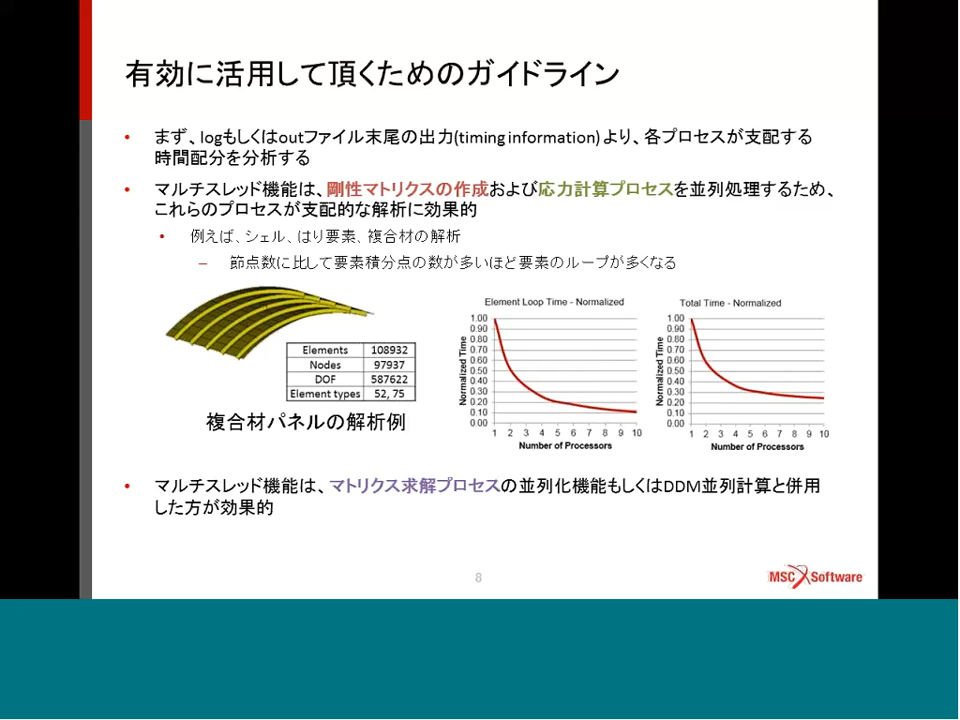 有効に活用して頂くためのガイドライン
• まず、logもしくはoutファイル末尾の出力(timing information) より、各プロセスが支配する
時間配分を分析する
• マルチスレッド機能は、剛性マトリクスの作成および応力計算プロセスを並列処理するため、
これらのプロセスが支配的な解析に効果的
• 例えば、シェル、はり要素、複合材の解析
– 節点数に比して要素積分点の数が多いほど要素のループが多くなる
Elements 108932
Nodes 97937
DOF 587622
Element types 52, 75
複合材パネルの解析例
Element Loop Time - Normalized
Normalized Time
1.00
0.90
0.80
0.70
0.60
0.50
0.40
0.30
0.20
0.10
0.00
1 2 3 4 5 6 7 8 9 10
Number of Processors
Total Time - Normalized
Normalized Time
1.00
0.90
0.80
0.70
0.60
0.50
0.40
0.30
0.20
0.10
0.00
1 2 3 4 5 6 7 8 9 10
Number of Processors
• マルチスレッド機能は、マトリクス求解プロセスの並列化機能もしくはDDM並列計算と併用
した方が効果的
8
MSC Software